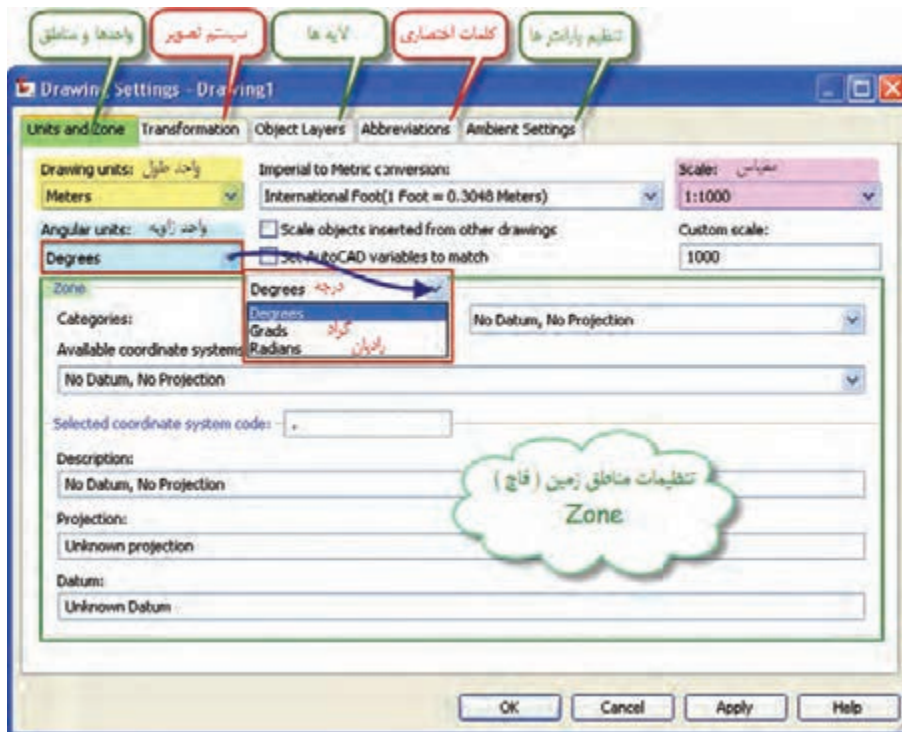 واحدها و مناطق
سیستم تصویر
لایه ها
کلمات اختصاری
تنظیم پارامتر ها
Drawing Settings - Drawing1
Units and Zone
Transformation
Object Layers
Abbreviations
Ambient Settings
Drawing units: واحد طول
Imperial to Metric conversion:
Scale: مقیاس
Meters
International Foot(1 Foot = 0.3048 Meters)
1:1000
Angular units: واحد زاویه
Scale objects inserted from other drawings
Custom scale:
Degrees
Set AutoCAD variables to match
1000
Zone
Degrees درجه
Degrees
Grads گراد
Radians رادیان
Categories:
No Datum, No Projection
Available coordinate systems
No Datum, No Projection
Selected coordinate system code: .
Description:
No Datum, No Projection
تنظیمات مناطق زمین ( قاچ )
Zone
Projection:
Unknown projection
Datum:
Unknown Datum
OK
Cancel
Apply
Help